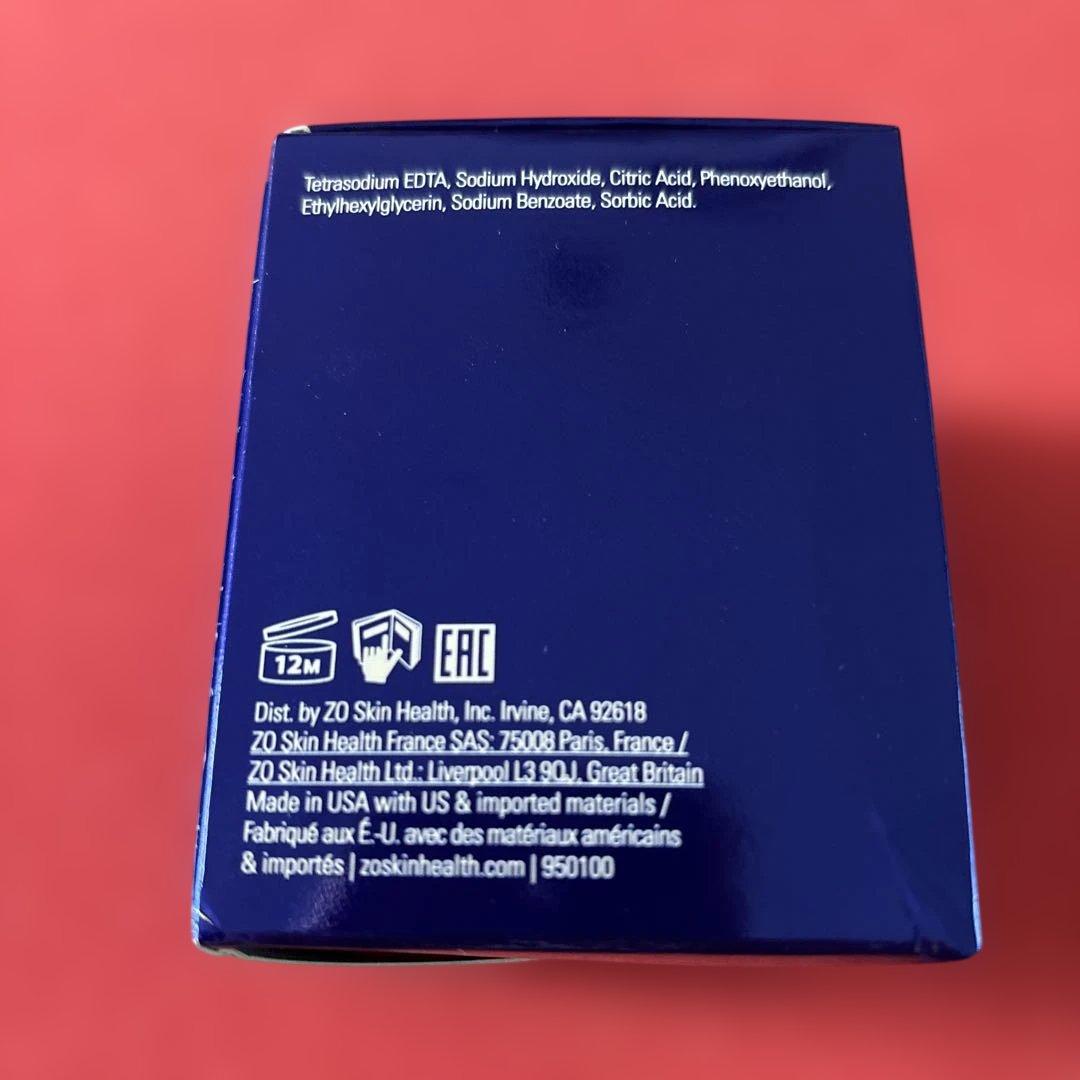 Tetrasodium EDTA, Sodium Hydroxide, Citric Acid, Phenoxyethanol,
Ethylhexylglycerin, Sodium Benzoate, Sorbic Acid.
12M
EAC
Dist. by ZO Skin Health, Inc. Irvine, CA 92618
ZO Skin Health France SAS: 75008 Paris, France /
ZO Skin Health Ltd.: Liverpool L3 9QJ, Great Britain
Made in USA with US & imported materials /
Fabriqué aux É.-U. avec des matériaux américains
& importés | zoskinhealth.com | 950100